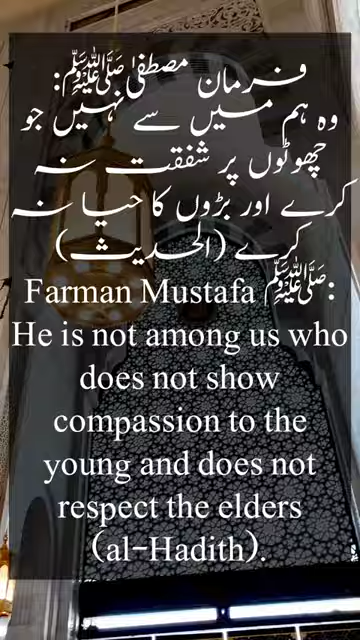 فرمان مصطفیٰ ﷺ:
وہ ہم میں سے نہیں جو
چھوٹوں پر شفقت نہ
کرے اور بڑوں کا حیا نہ
کرے (الحدیث)
Farman Mustafa ﷺ:
He is not among us who
does not show
compassion to the
young and does not
respect the elders
(al-Hadith).